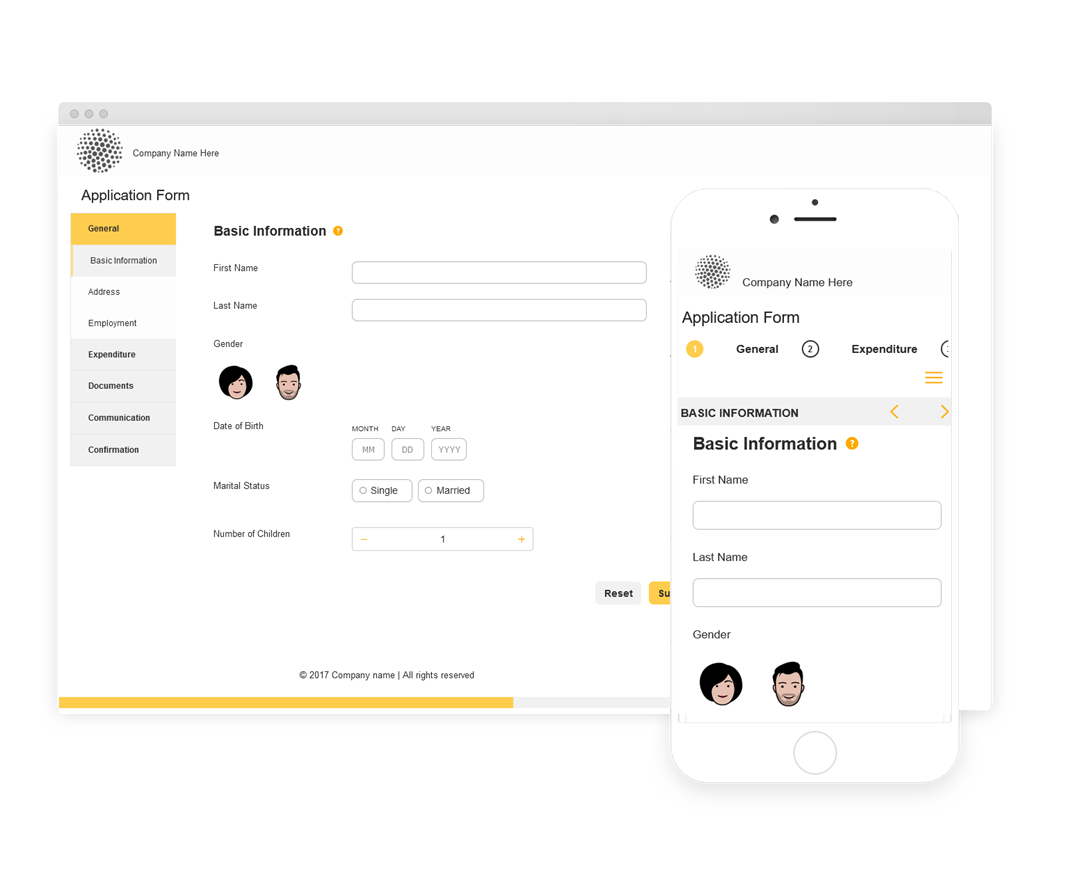 Company Name Here
Application Form
General
Basic Information
Address
Employment
Expenditure
Documents
Communication
Confirmation
Basic Information ?
First Name
Last Name
Gender
Date of Birth
MONTH DAY YEAR
MM DD YYYY
Marital Status
Single Married
Number of Children
− 1 +
Reset Su
© 2017 Company name | All rights reserved
Company Name Here
Application Form
1 General 2 Expenditure
BASIC INFORMATION
Basic Information ?
First Name
Last Name
Gender